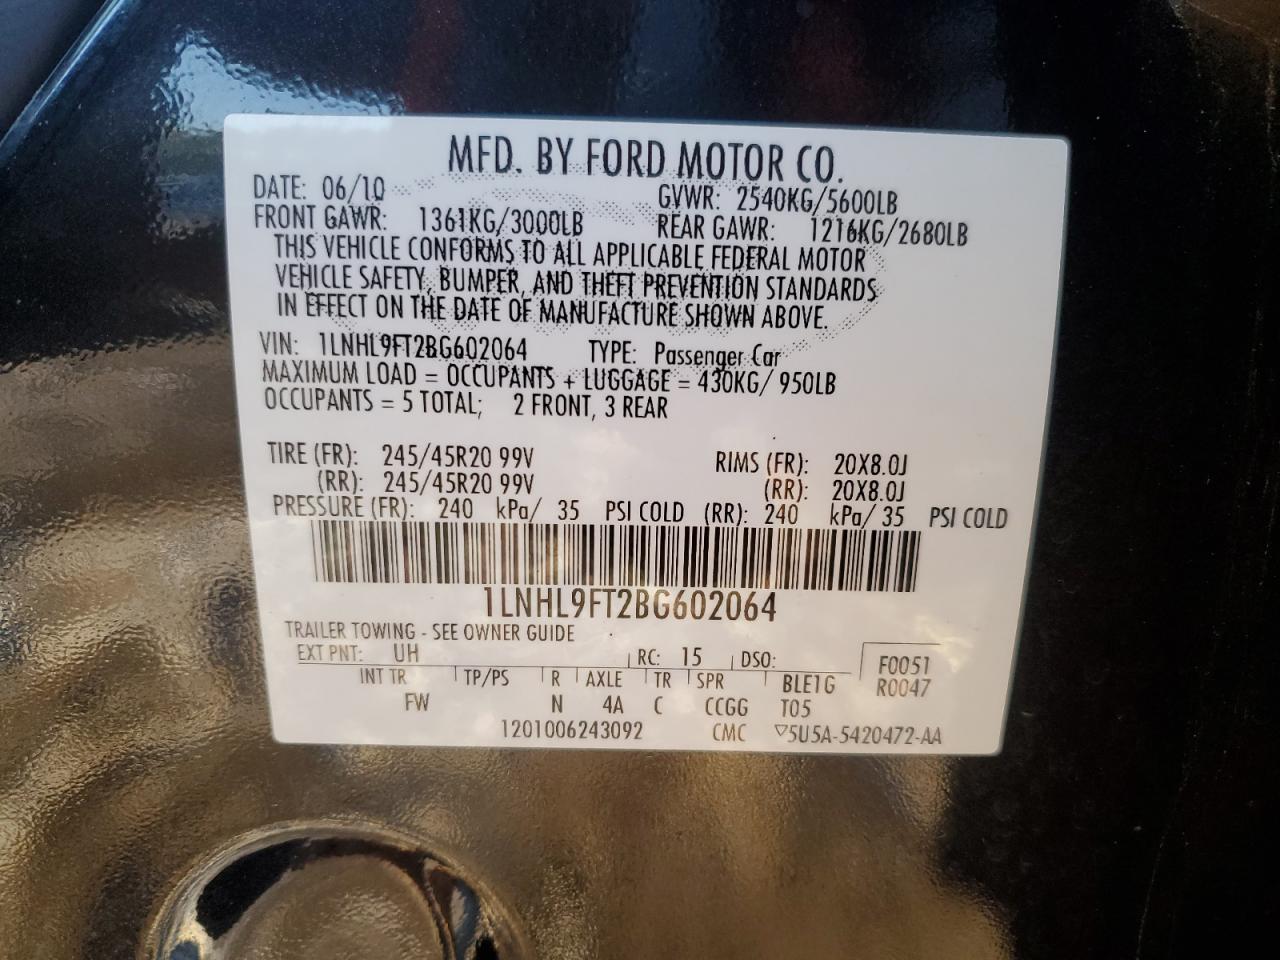 MFD. BY FORD MOTOR CO.
DATE: 06/10 GVWR: 2540KG/5600LB
FRONT GAWR: 1361KG/3000LB REAR GAWR: 1216KG/2680LB
THIS VEHICLE CONFORMS TO ALL APPLICABLE FEDERAL MOTOR
VEHICLE SAFETY, BUMPER, AND THEFT PREVENTION STANDARDS
IN EFFECT ON THE DATE OF MANUFACTURE SHOWN ABOVE.
VIN: 1LNHL9FT2BG602064 TYPE: Passenger Car
MAXIMUM LOAD = OCCUPANTS + LUGGAGE = 430KG/ 950LB
OCCUPANTS = 5 TOTAL; 2 FRONT, 3 REAR
TIRE (FR): 245/45R20 99V RIMS (FR): 20X8.0J
(RR): 245/45R20 99V (RR): 20X8.0J
PRESSURE (FR): 240 kPa/ 35 PSI COLD (RR): 240 kPa/ 35 PSI COLD
1LNHL9FT2BG602064
TRAILER TOWING - SEE OWNER GUIDE
EXT PNT: UH RC: 15 DSO: F0051
INT TR TP/PS R AXLE TR SPR BLE1G R0047
FW N 4A C CCGG T05
1201006243092 CMC ▽5U5A-5420472-AA